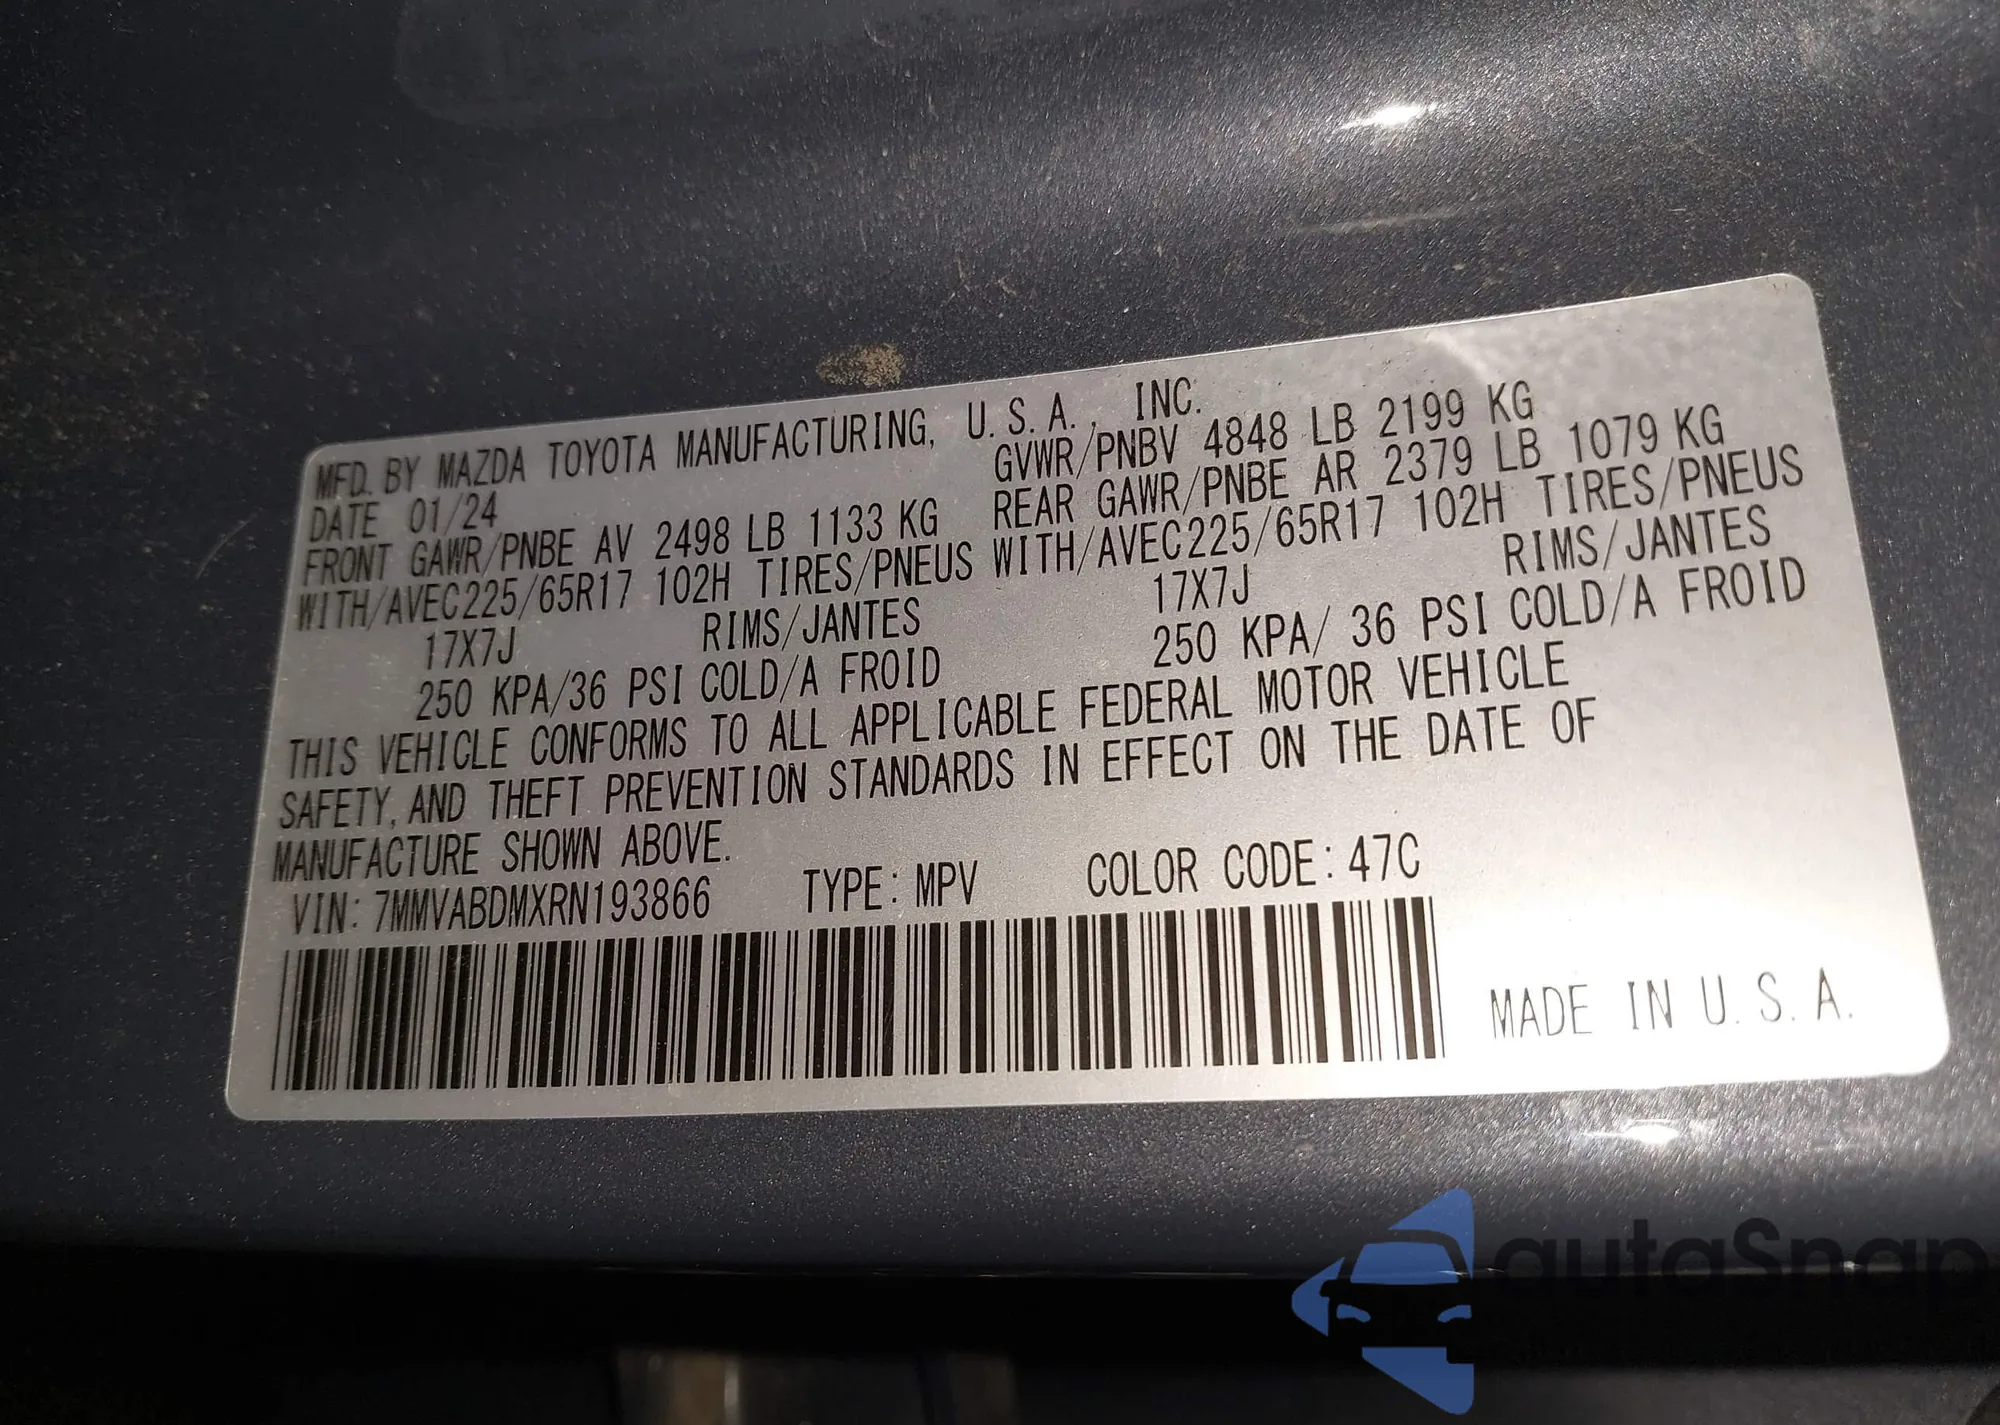 MFD. BY MAZDA TOYOTA MANUFACTURING, U.S.A., INC.
DATE 01/24 GVWR/PNBV 4848 LB 2199 KG
FRONT GAWR/PNBE AV 2498 LB 1133 KG REAR GAWR/PNBE AR 2379 LB 1079 KG
WITH/AVEC225/65R17 102H TIRES/PNEUS WITH/AVEC225/65R17 102H TIRES/PNEUS
17X7J RIMS/JANTES 17X7J RIMS/JANTES
250 KPA/36 PSI COLD/A FROID 250 KPA/ 36 PSI COLD/A FROID
THIS VEHICLE CONFORMS TO ALL APPLICABLE FEDERAL MOTOR VEHICLE
SAFETY, AND THEFT PREVENTION STANDARDS IN EFFECT ON THE DATE OF
MANUFACTURE SHOWN ABOVE.
VIN: 7MMVABDMXRN193866 TYPE: MPV COLOR CODE: 47C
MADE IN U.S.A.
autaSnap